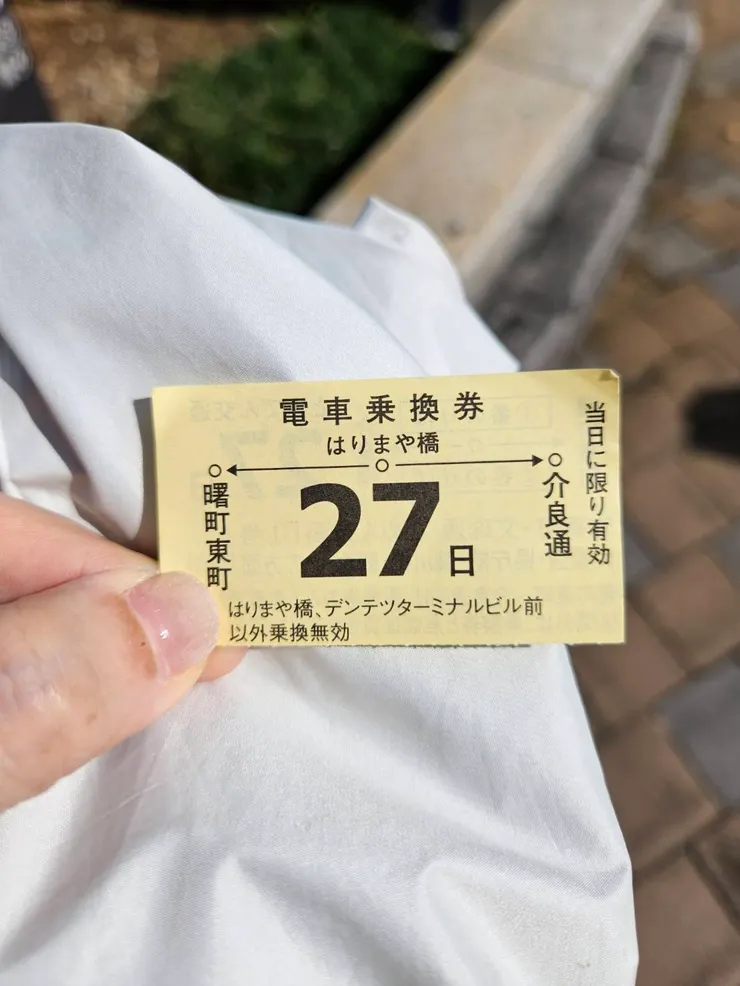 電車乗換券
はりまや橋
曙町東町
介良通
27日
当日に限り有効
はりまや橋、デンテツターミナルビル前
以外乗換無効